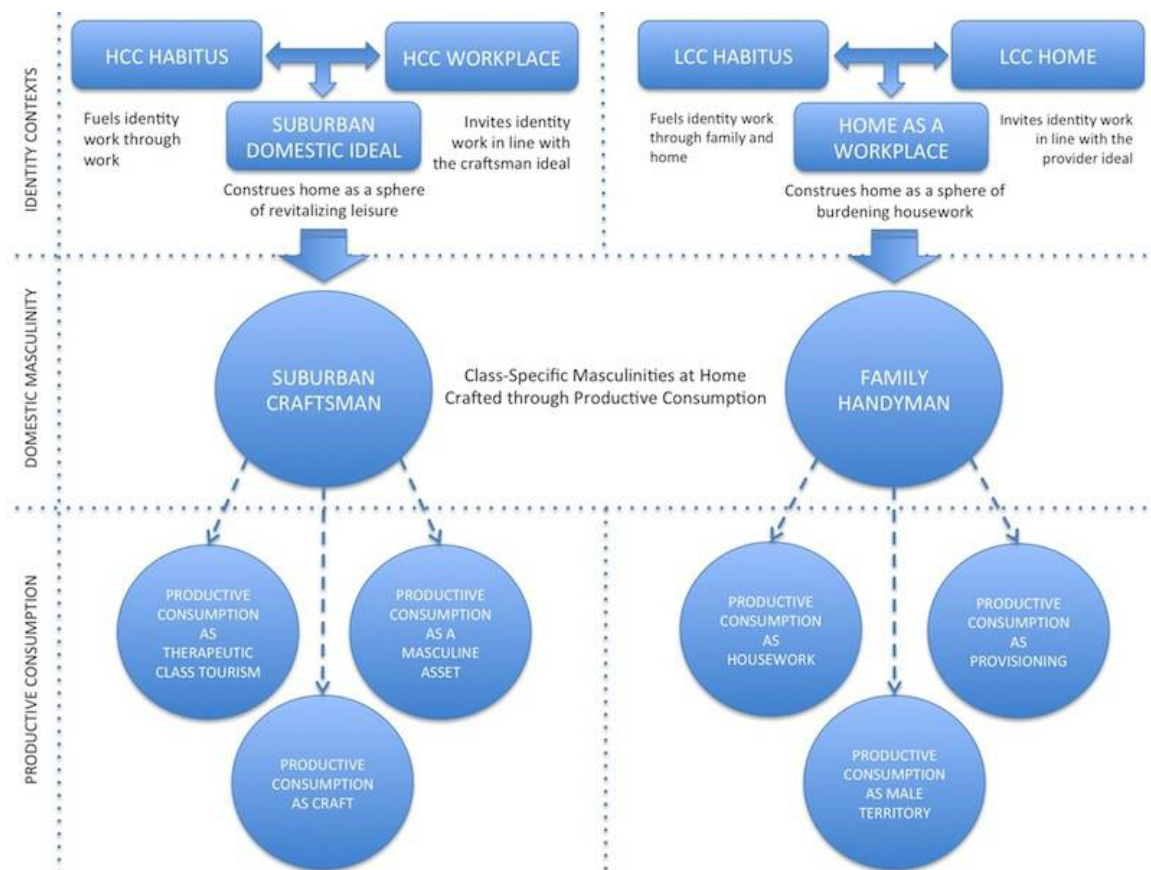 IDENTITY CONTEXTS
HCC HABITUS
HCC WORKPLACE
Fuels identity
work through
work
SUBURBAN
DOMESTIC IDEAL
Invites identity
work in line with
the craftsman ideal
Construes home as a sphere
of revitalizing leisure
LCC HABITUS
LCC HOME
Fuels identity work
through family and
home
HOME AS A
WORKPLACE
Invites identity work
in line with the
provider ideal
Construes home as a sphere of
burdening housework
DOMESTIC MASCULINITY
SUBURBAN
CRAFTSMAN
Class-Specific Masculinities at Home
Crafted through Productive Consumption
FAMILY
HANDYMAN
PRODUCTIVE CONSUMPTION
PRODUCTIVE
CONSUMPTION
AS
THERAPEUTIC
CLASS TOURISM
PRODUCTIIVE
CONSUMPTION
AS A
MASCULINE
ASSET
PRODUCTIVE
CONSUMPTION
AS CRAFT
PRODUCTIVE
CONSUMPTION
AS
HOUSEWORK
PRODUCTIVE
CONSUMPTION
AS
PROVISIONING
PRODUCTIVE
CONSUMPTION
AS MALE
TERRITORY